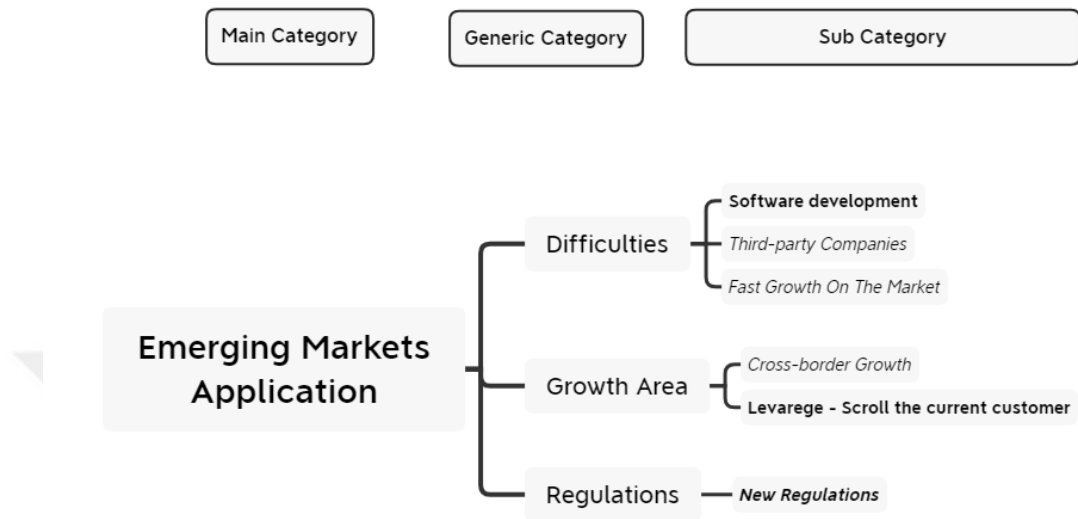 Main Category
Generic Category
Sub Category
Emerging Markets
Application
Difficulties
Software development
Third-party Companies
Fast Growth On The Market
Growth Area
Cross-border Growth
Levarege - Scroll the current customer
Regulations
New Regulations